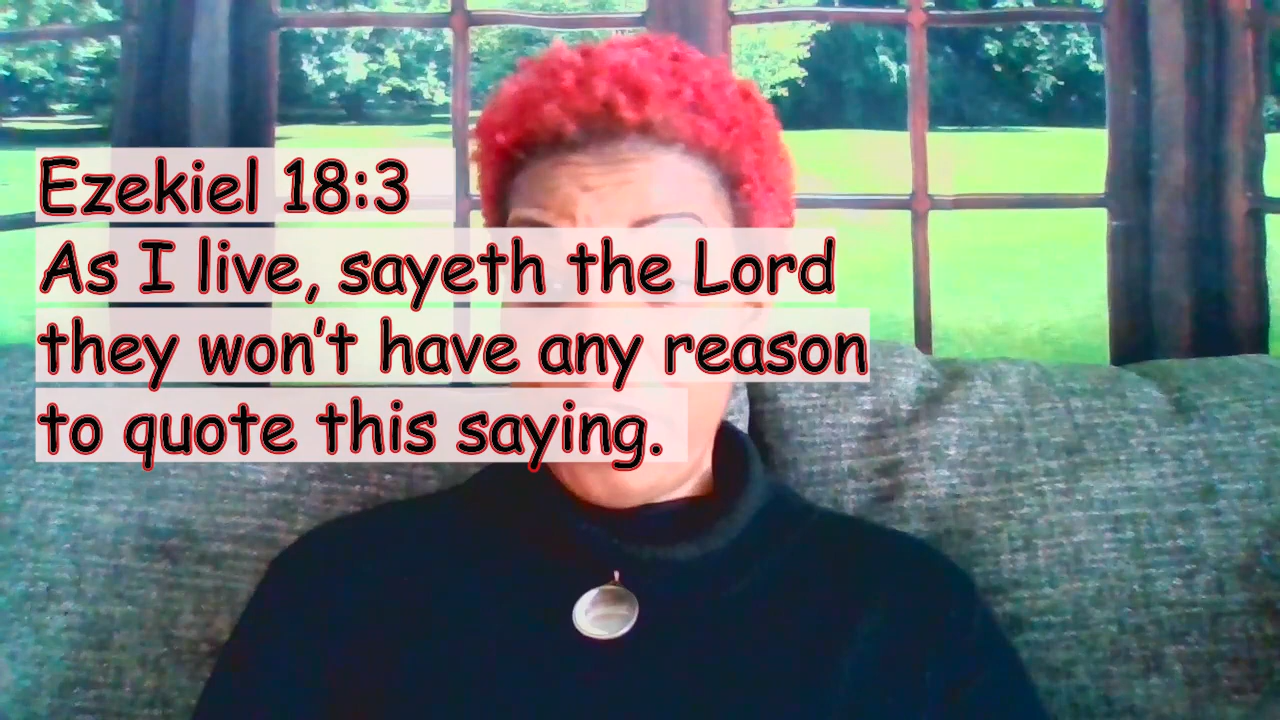 Ezekiel 18:3
As I live, sayeth the Lord
they won't have any reason
to quote this saying.